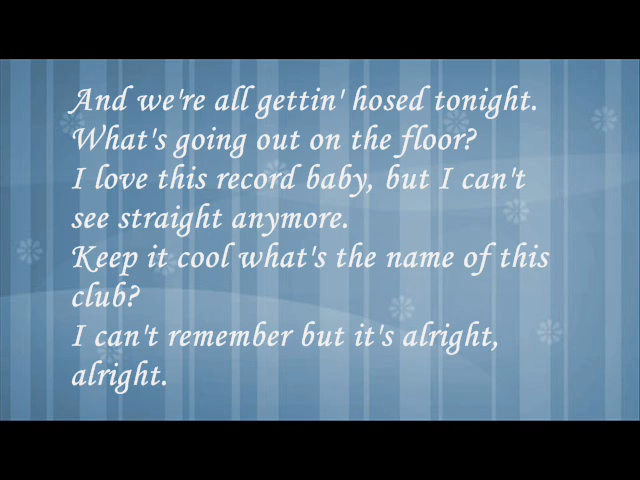 And we're all gettin' hosed tonight.
What's going out on the floor?
I love this record baby, but I can't
see straight anymore.
Keep it cool what's the name of this
club?
I can't remember but it's alright,
alright.